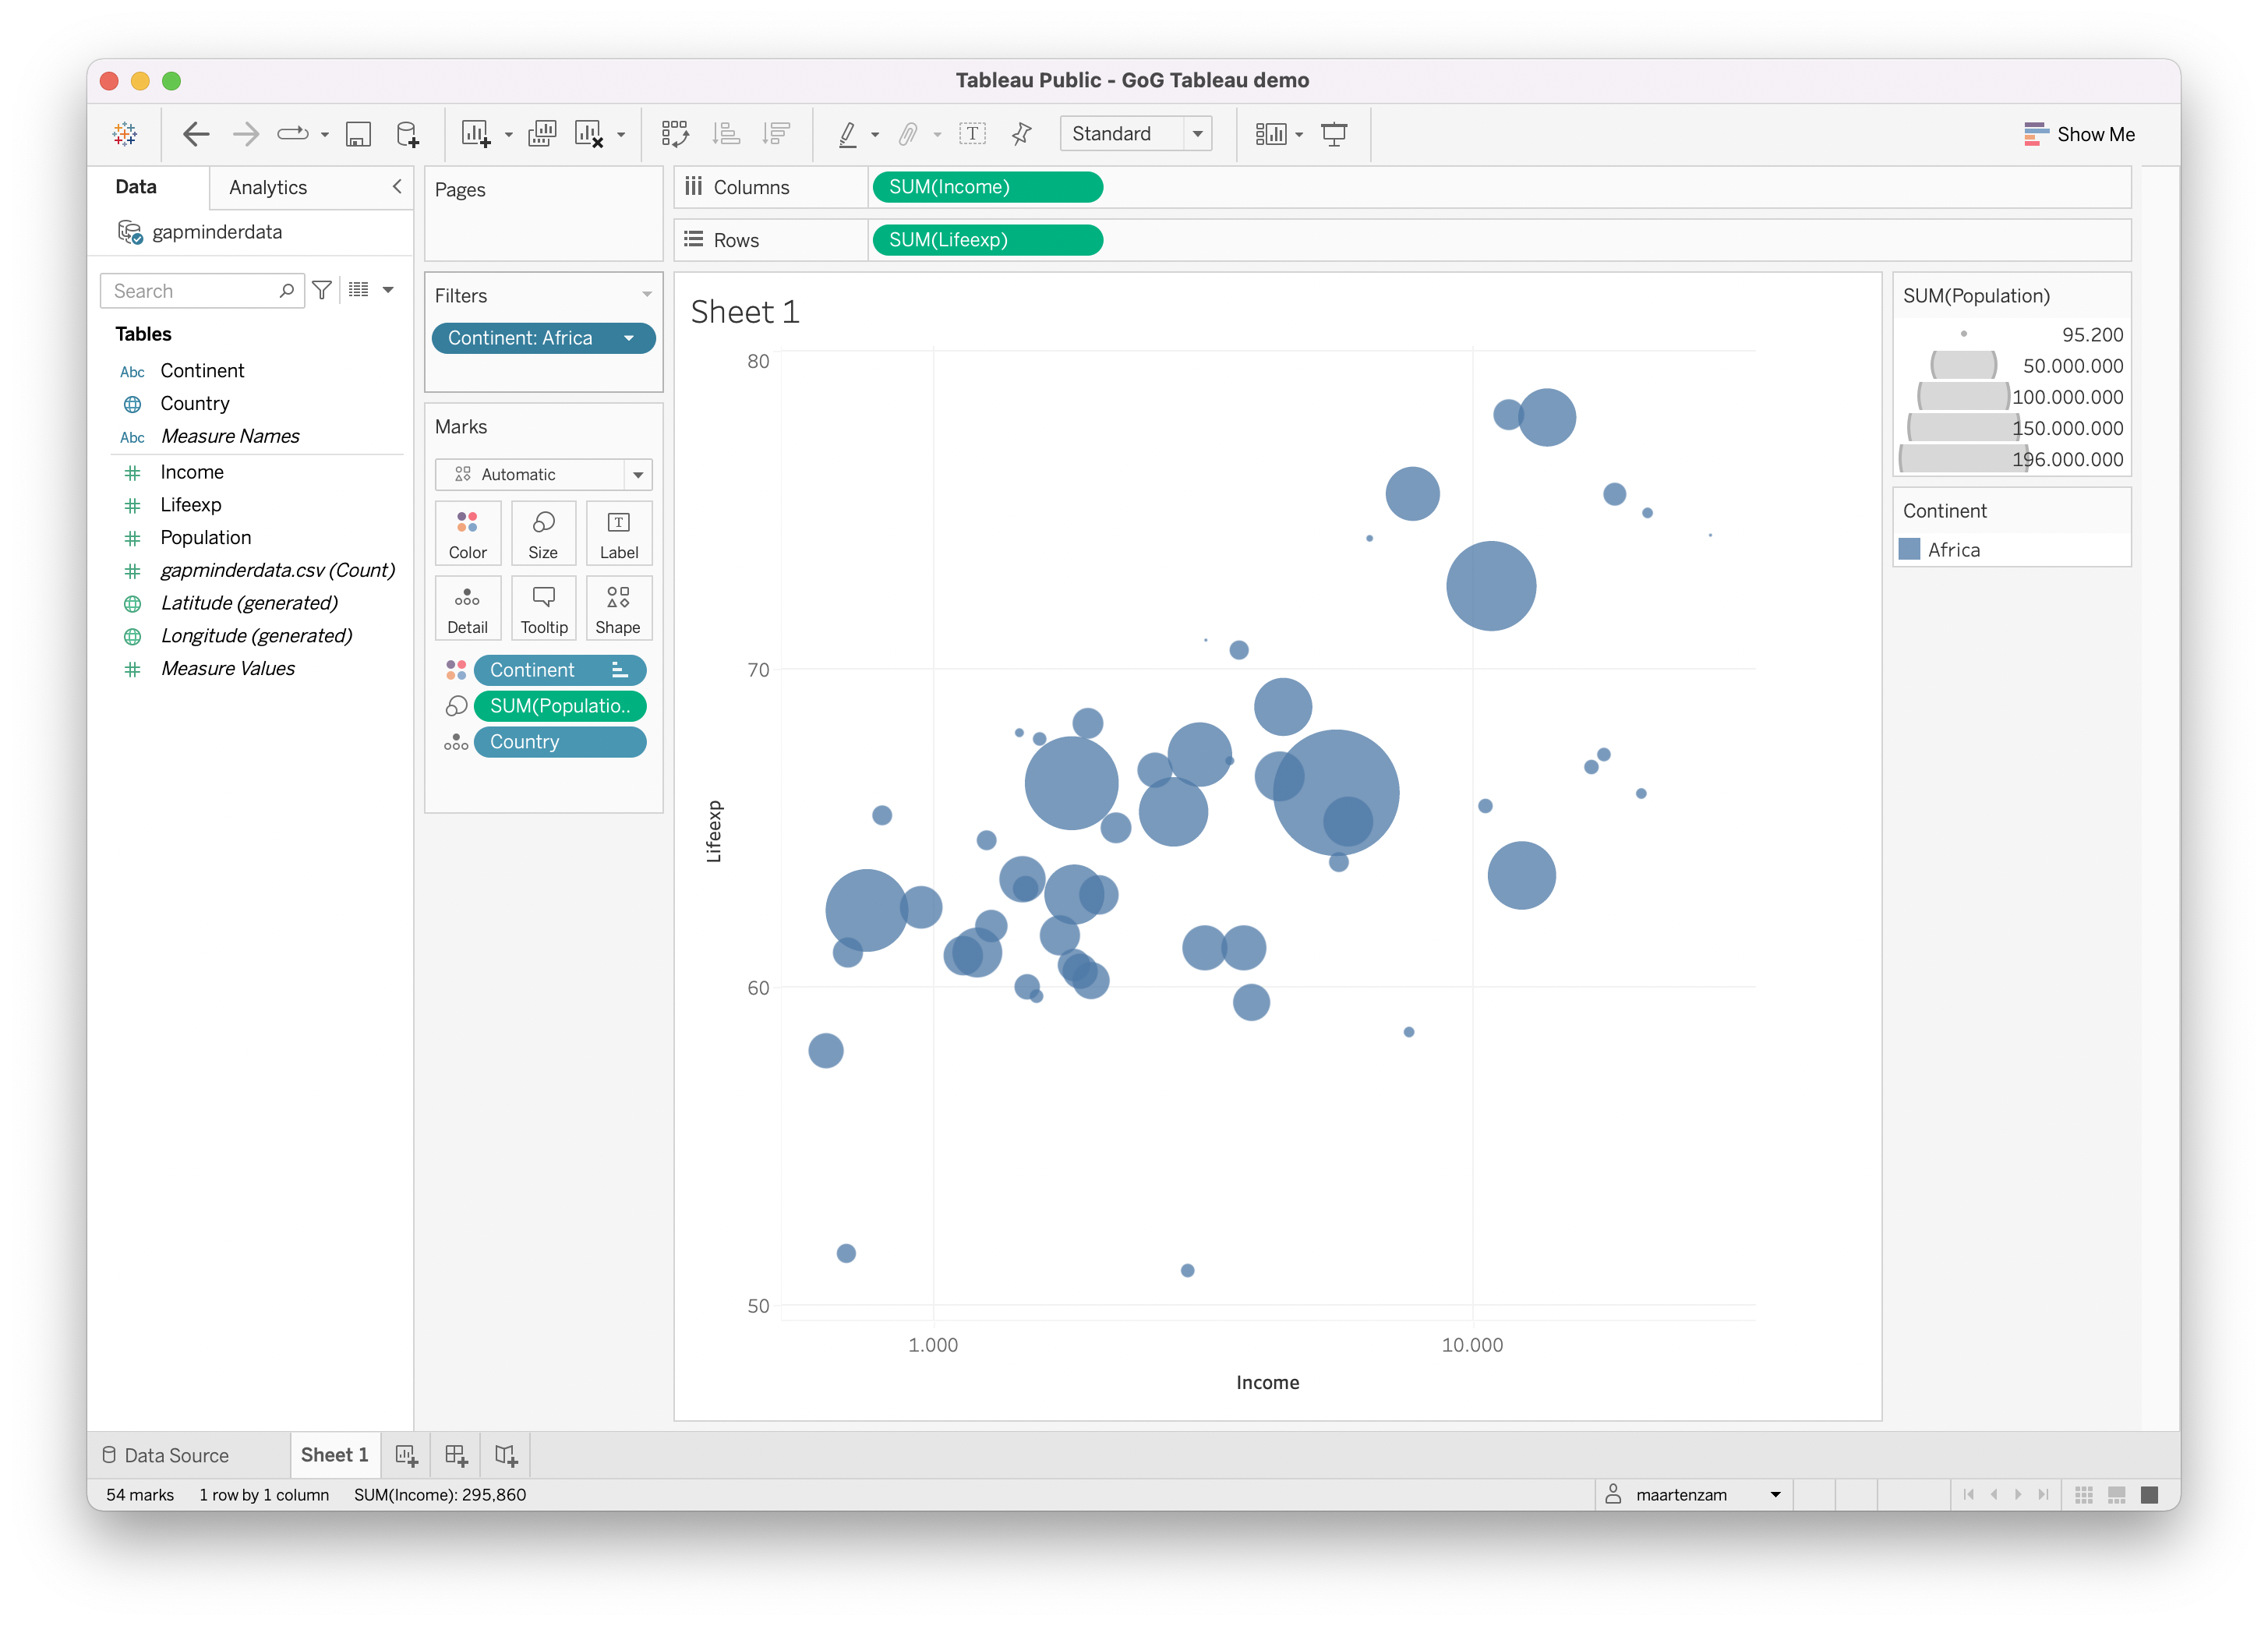 Tableau Public - GoG Tableau demo
Standard
Show Me
Data
Analytics
gapminderdata
Search
Tables
Abc Continent
Country
Abc Measure Names
Income
Lifeexp
Population
gapminderdata.csv (Count)
Latitude (generated)
Longitude (generated)
Measure Values
Pages
Filters
Continent: Africa
Marks
Automatic
Color Size Label
Detail Tooltip Shape
Continent
SUM(Populatio..
Country
Columns SUM(Income)
Rows SUM(Lifeexp)
Sheet 1
80
70
60
50
Lifeexp
1.000 10.000
Income
SUM(Population)
95.200
50.000.000
100.000.000
150.000.000
196.000.000
Continent
Africa
Data Source Sheet 1
54 marks 1 row by 1 column SUM(Income): 295,860
maartenzam